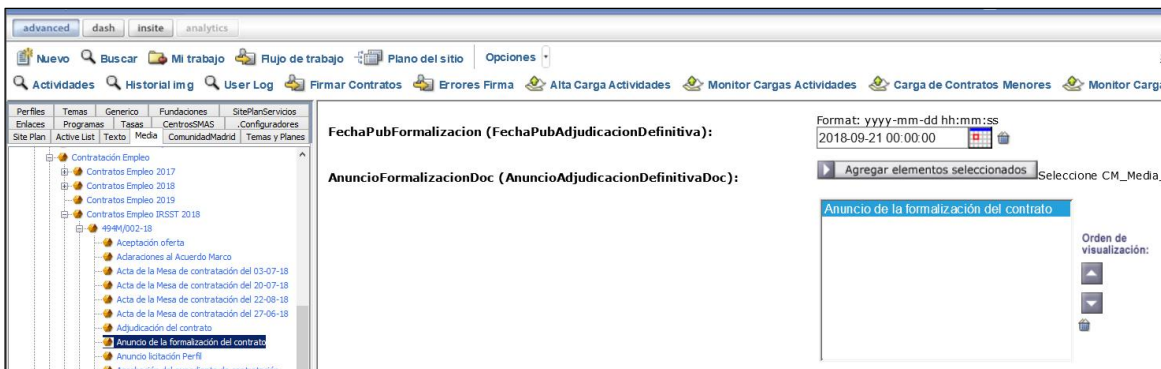 advanced dash insite analytics
Nuevo Buscar Mi trabajo Flujo de trabajo Plano del sitio Opciones
Actividades Historial img User Log Firmar Contratos Errores Firma Alta Carga Actividades Monitor Cargas Actividades Carga de Contratos Menores Monitor Carga
Perfiles Temas Generico Fundaciones SitePlanServicios
Enlaces Programas Tasas CentrosSMAS .Configuradores
Site Plan Active List Texto Media ComunidadMadrid Temas y Planes
Contratación Empleo
Contratos Empleo 2017
Contratos Empleo 2018
Contratos Empleo 2019
Contratos Empleo IRSST 2018
494M/002-18
Aceptación oferta
Aclaraciones al Acuerdo Marco
Acta de la Mesa de contratación del 03-07-18
Acta de la Mesa de contratación del 20-07-18
Acta de la Mesa de contratación del 22-08-18
Acta de la Mesa de contratación del 27-06-18
Adjudicación del contrato
Anuncio de la formalización del contrato
Anuncio licitación Perfil
FechaPubFormalizacion (FechaPubAdjudicacionDefinitiva):
Format: yyyy-mm-dd hh:mm:ss
2018-09-21 00:00:00
AnuncioFormalizacionDoc (AnuncioAdjudicacionDefinitivaDoc):
Agregar elementos seleccionados Seleccione CM_Media_
Anuncio de la formalización del contrato
Orden de
visualización: